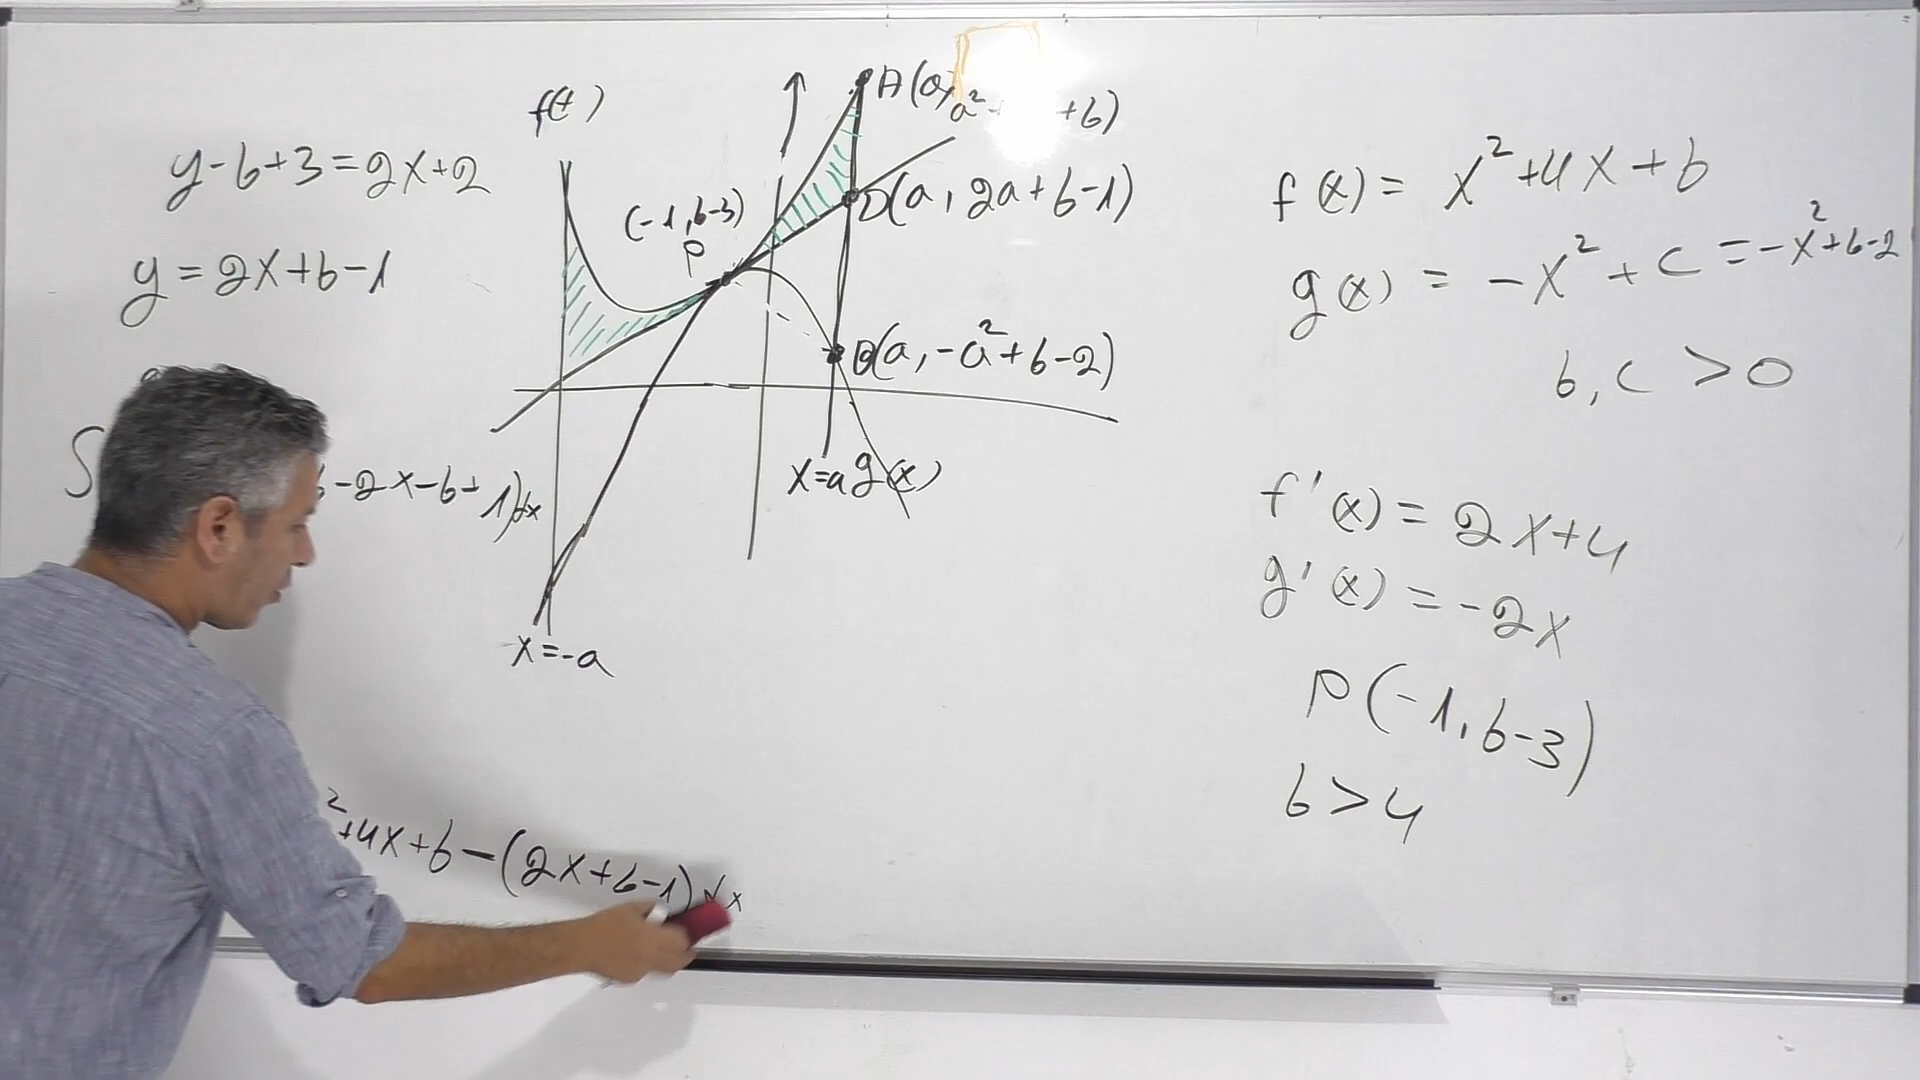 y-b+3=2x+2
y=2x+b-1
-2x-b+1)dx
²+4x+b-(2x+b-1)dx
A(a, a²+b)
(-1, b-3)
P
D(a, 2a+b-1)
B(a, -a²+b-2)
x=a g(x)
x=-a
f(x)= x²+4x+b
g(x) = -x²+c =-x²+b-2
b, c >0
f'(x)=2x+4
g'(x)=-2x
P(-1, b-3)
b>4